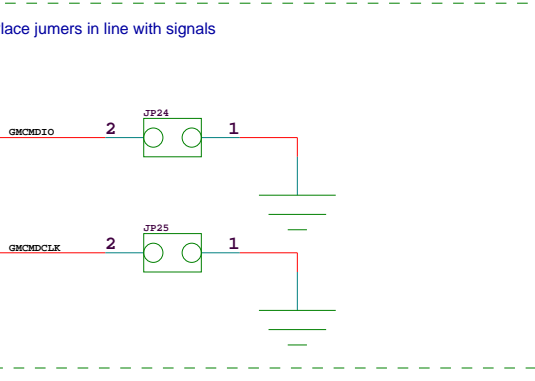 lace jumers in line with signals
JP24
GMCMDIO 2 1
JP25
GMCMDCLK 2 1